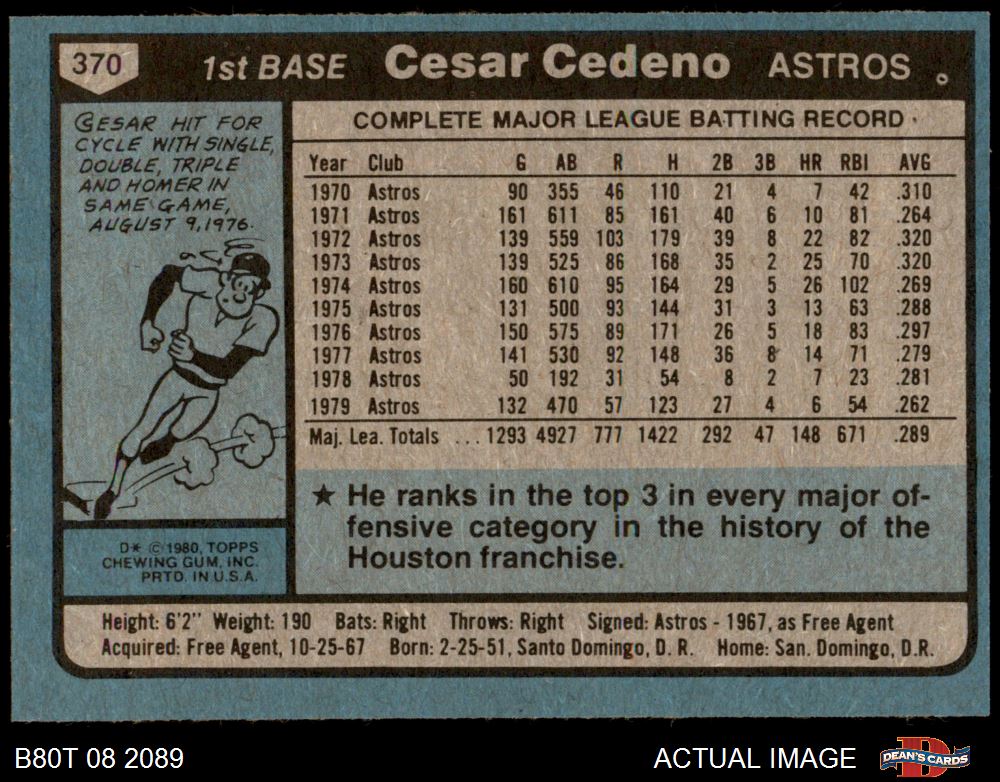 370 1st BASE Cesar Cedeno ASTROS
CESAR HIT FOR
CYCLE WITH SINGLE,
DOUBLE, TRIPLE
AND HOMER IN
SAME GAME,
AUGUST 9, 1976.
COMPLETE MAJOR LEAGUE BATTING RECORD
Year Club G AB R H 2B 3B HR RBI AVG
1970 Astros 90 355 46 110 21 4 7 42 .310
1971 Astros 161 611 85 161 40 6 10 81 .264
1972 Astros 139 559 103 179 39 8 22 82 .320
1973 Astros 139 525 86 168 35 2 25 70 .320
1974 Astros 160 610 95 164 29 5 26 102 .269
1975 Astros 131 500 93 144 31 3 13 63 .288
1976 Astros 150 575 89 171 26 5 18 83 .297
1977 Astros 141 530 92 148 36 8 14 71 .279
1978 Astros 50 192 31 54 8 2 7 23 .281
1979 Astros 132 470 57 123 27 4 6 54 .262
Maj. Lea. Totals ... 1293 4927 777 1422 292 47 148 671 .289
★ He ranks in the top 3 in every major of-
fensive category in the history of the
Houston franchise.
D* © 1980, TOPPS
CHEWING GUM, INC.
PRTD. IN U.S.A.
Height: 6'2" Weight: 190 Bats: Right Throws: Right Signed: Astros - 1967, as Free Agent
Acquired: Free Agent, 10-25-67 Born: 2-25-51, Santo Domingo, D. R. Home: San. Domingo, D.R.
B80T 08 2089 ACTUAL IMAGE DEAN'S CARDS